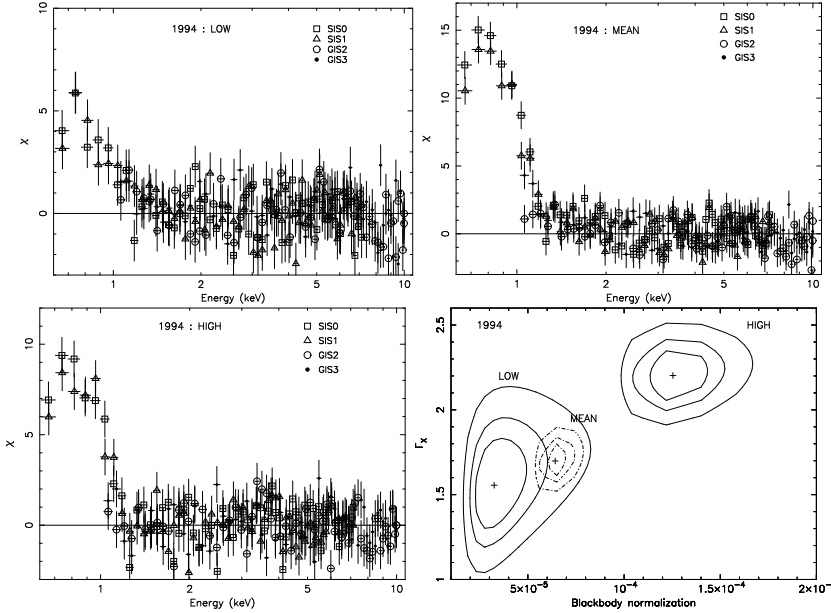 1994 : LOW
SIS0
SIS1
GIS2
GIS3
10
5
0
χ
1
2
5
10
Energy (keV)
1994 : MEAN
SIS0
SIS1
GIS2
GIS3
15
10
5
0
χ
1
2
5
10
Energy (keV)
1994 : HIGH
SIS0
SIS1
GIS2
GIS3
10
5
0
χ
1
2
5
10
Energy (keV)
1994
HIGH
LOW
MEAN
2.5
2
1.5
1
ΓX
5×10⁻⁵
10⁻⁴
1.5×10⁻⁴
2×10⁻
Blackbody normalization